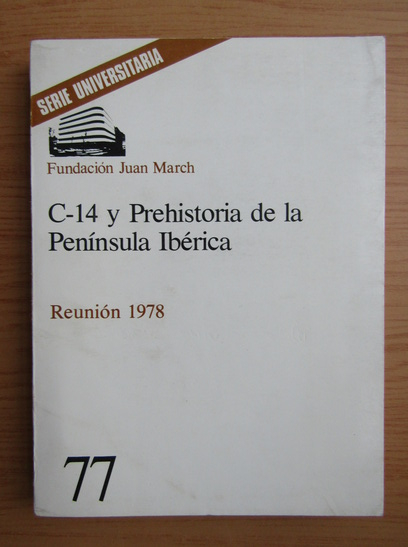 SERIE UNIVERSITARIA
Fundación Juan March
C-14 y Prehistoria de la
Península Ibérica
Reunión 1978
77